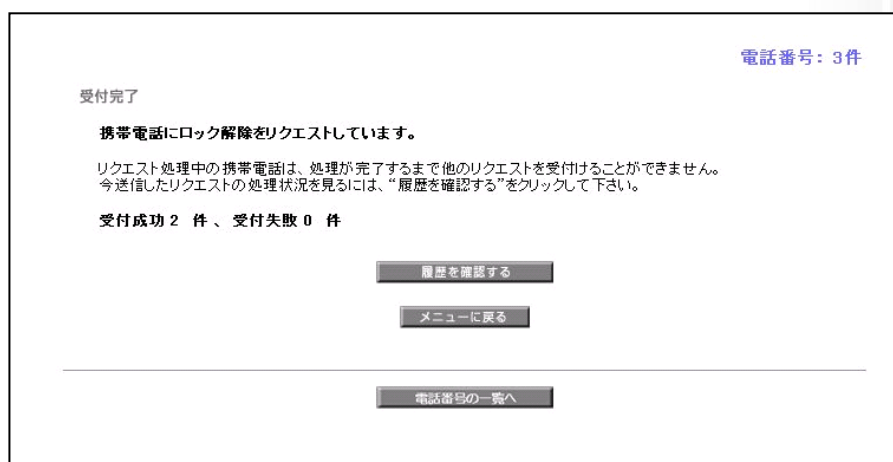 電話番号: 3件
受付完了
携帯電話にロック解除をリクエストしています。
リクエスト処理中の携帯電話は、処理が完了するまで他のリクエストを受付けることができません。
今送信したリクエストの処理状況を見るには、“履歴を確認する”をクリックして下さい。
受付成功 2 件 、 受付失敗 0 件
履歴を確認する
メニューに戻る
電話番号の一覧へ